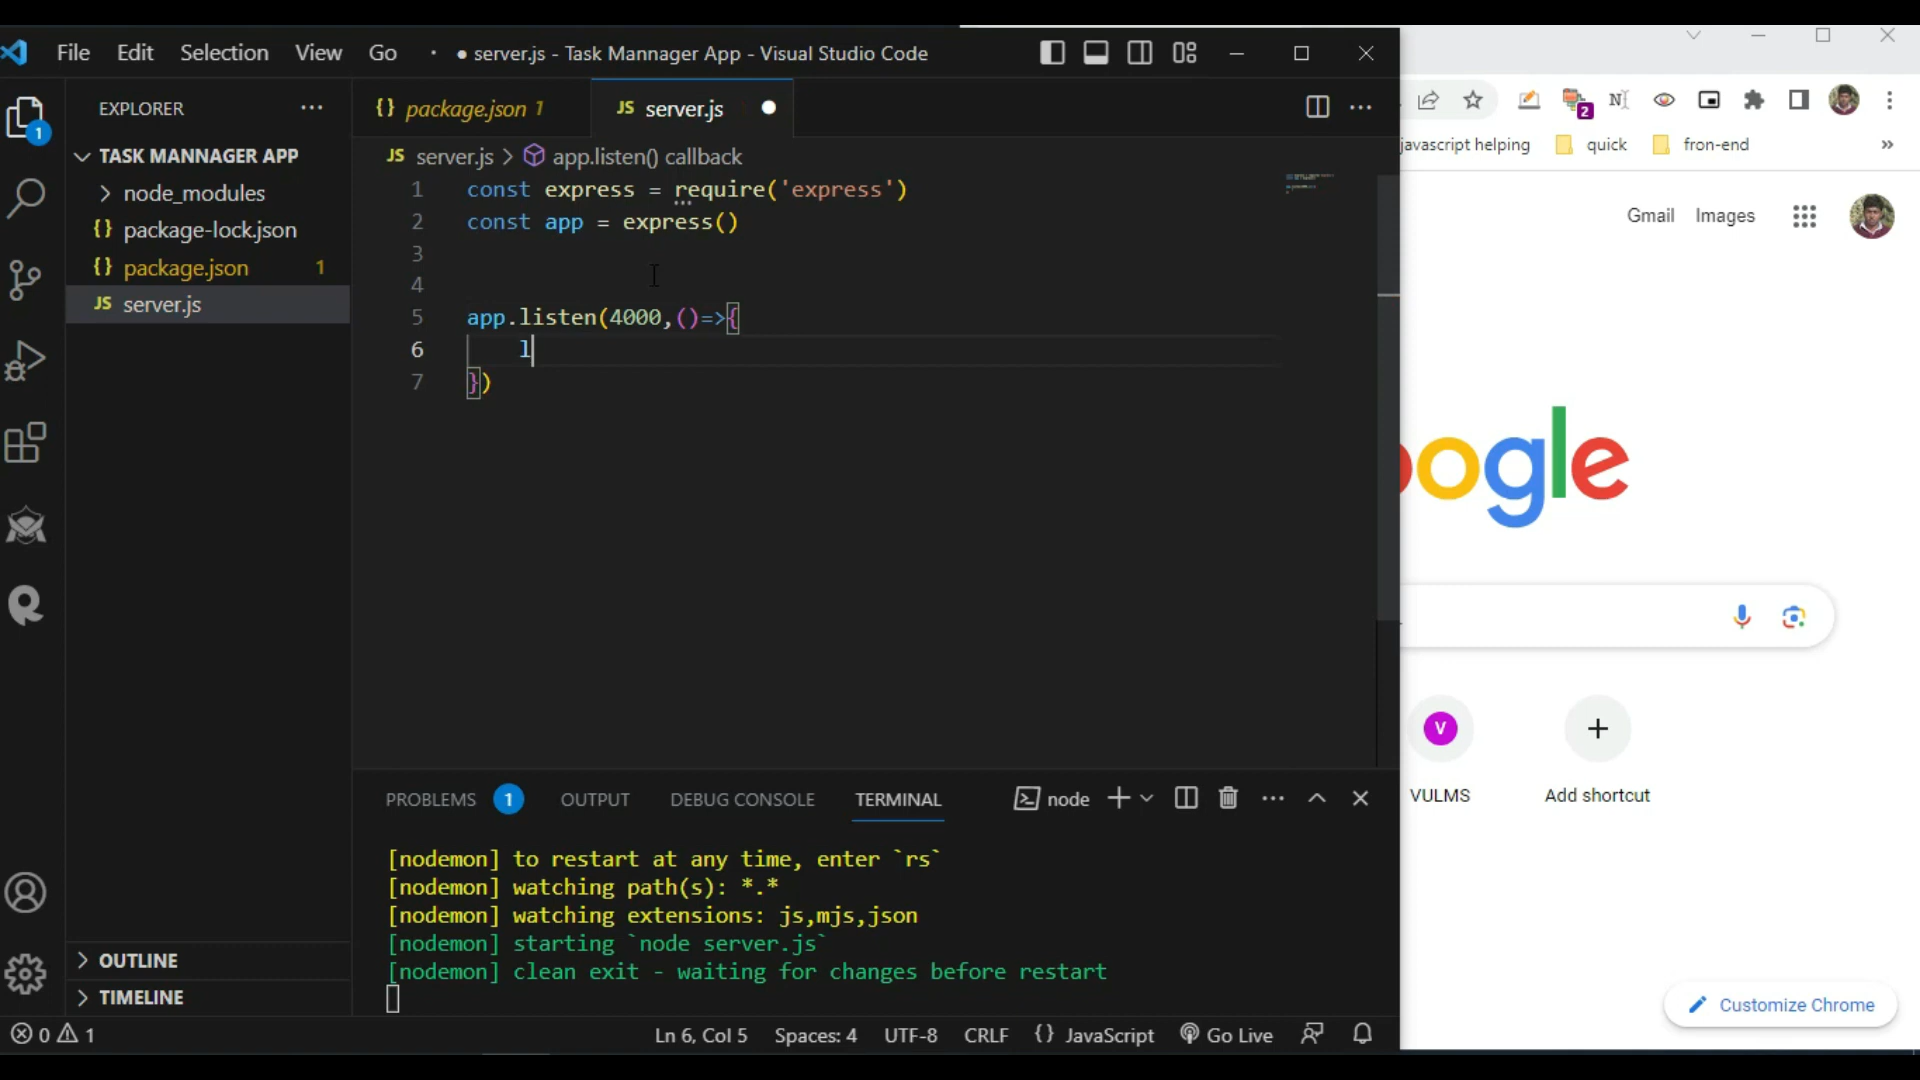 File Edit Selection View Go · ● server.js - Task Mannager App - Visual Studio Code
EXPLORER ···
TASK MANNAGER APP
node_modules
{} package-lock.json
{} package.json 1
JS server.js
OUTLINE
TIMELINE
1
{} package.json 1
JS server.js
JS server.js > app.listen() callback
1 const express = require('express')
2 const app = express()
3
4
5 app.listen(4000,()=>{
6 l
7 })
PROBLEMS 1 OUTPUT DEBUG CONSOLE TERMINAL node
[nodemon] to restart at any time, enter `rs`
[nodemon] watching path(s): *.*
[nodemon] watching extensions: js,mjs,json
[nodemon] starting `node server.js`
[nodemon] clean exit - waiting for changes before restart
0 1 Ln 6, Col 5 Spaces: 4 UTF-8 CRLF {} JavaScript Go Live
2
javascript helping quick fron-end »
Gmail Images
oogle
V
VULMS Add shortcut
Customize Chrome